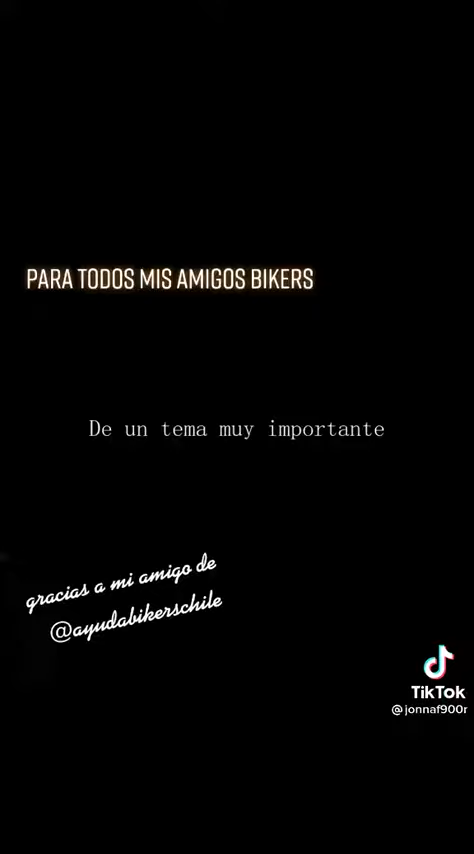 PARA TODOS MIS AMIGOS BIKERS
De un tema muy importante
gracias a mi amigo de
@ayudabikerschile
TikTok
@jonnaf900r